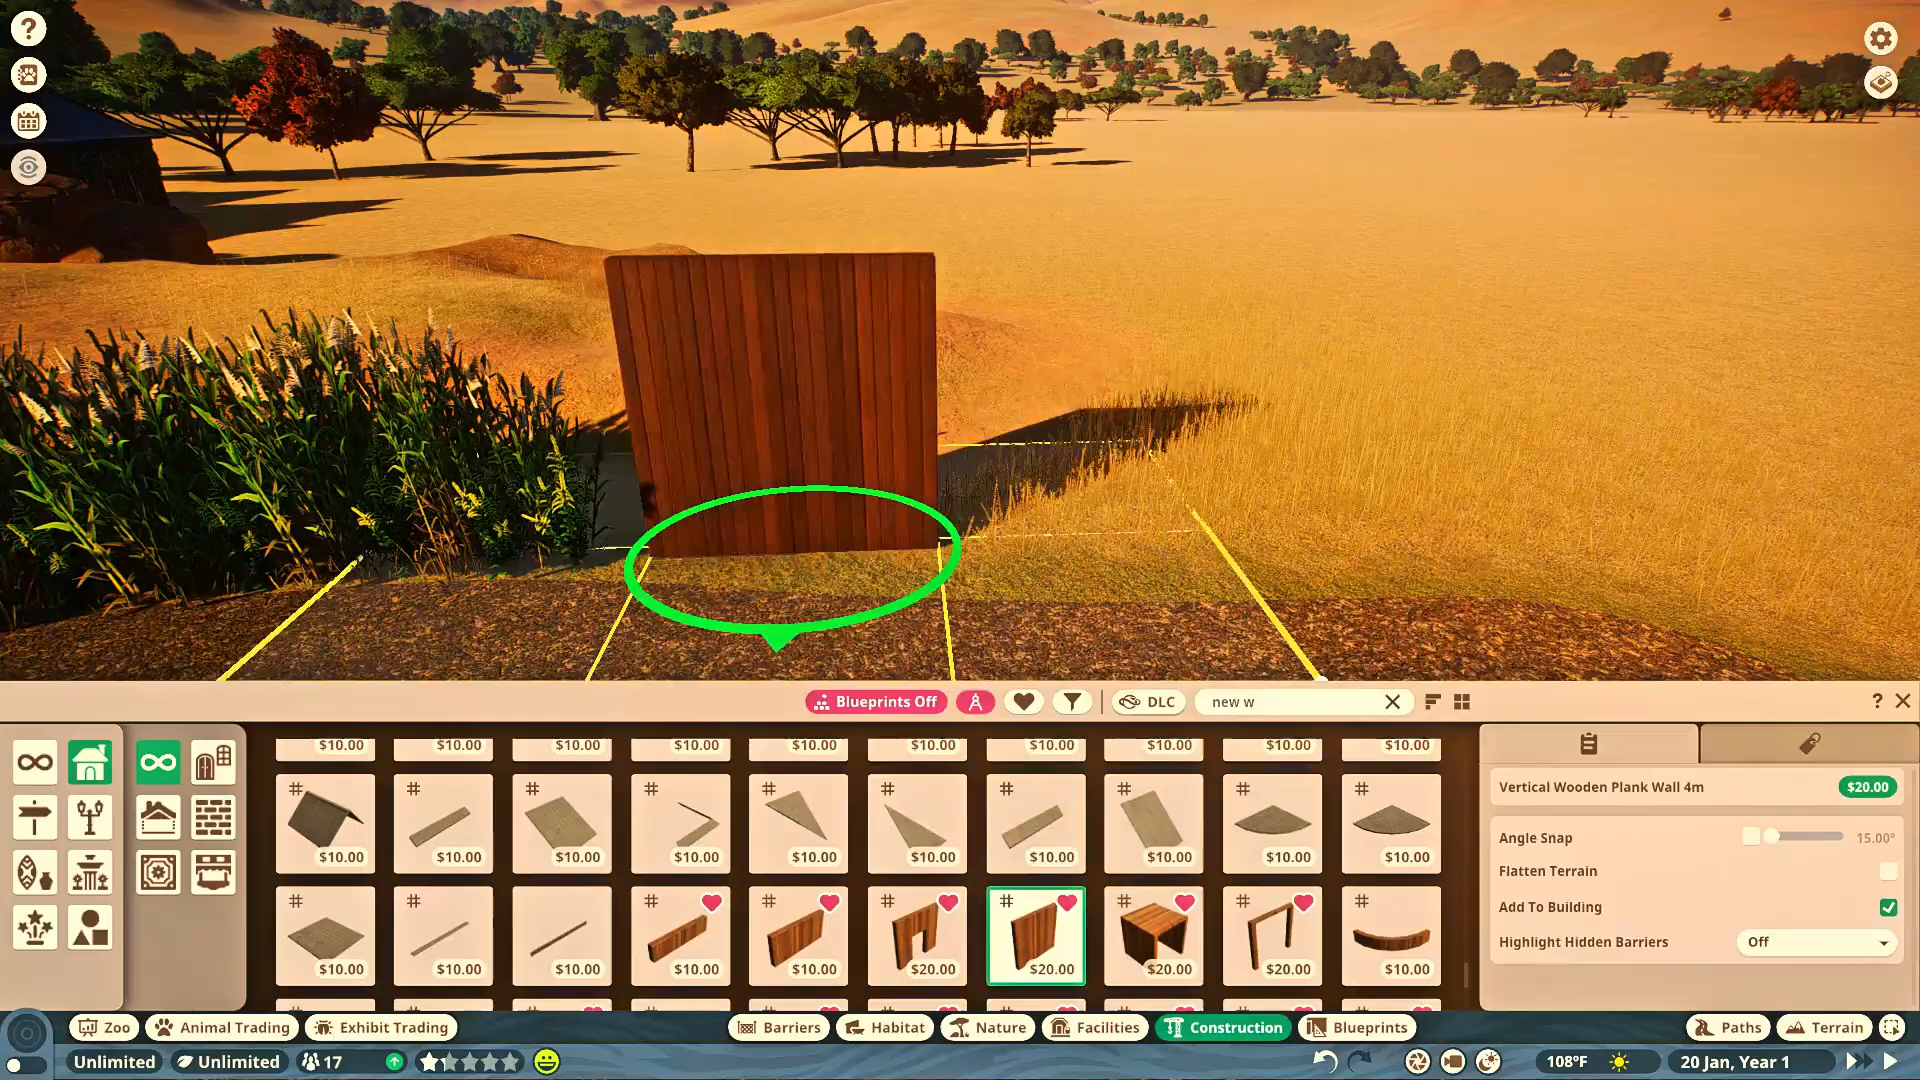 Blueprints Off
DLC
new w
?
$10.00 $10.00 $10.00 $10.00 $10.00 $10.00 $10.00 $10.00 $10.00 $10.00
# # # # # # # # # #
$10.00 $10.00 $10.00 $10.00 $10.00 $10.00 $10.00 $10.00 $10.00 $10.00
# # # # # # # # # #
$10.00 $10.00 $10.00 $10.00 $10.00 $20.00 $20.00 $20.00 $20.00 $10.00
Vertical Wooden Plank Wall 4m $20.00
Angle Snap 15.00°
Flatten Terrain
Add To Building
Highlight Hidden Barriers Off
Zoo Animal Trading Exhibit Trading Barriers Habitat Nature Facilities Construction Blueprints Paths Terrain
Unlimited Unlimited 17 108°F 20 Jan, Year 1